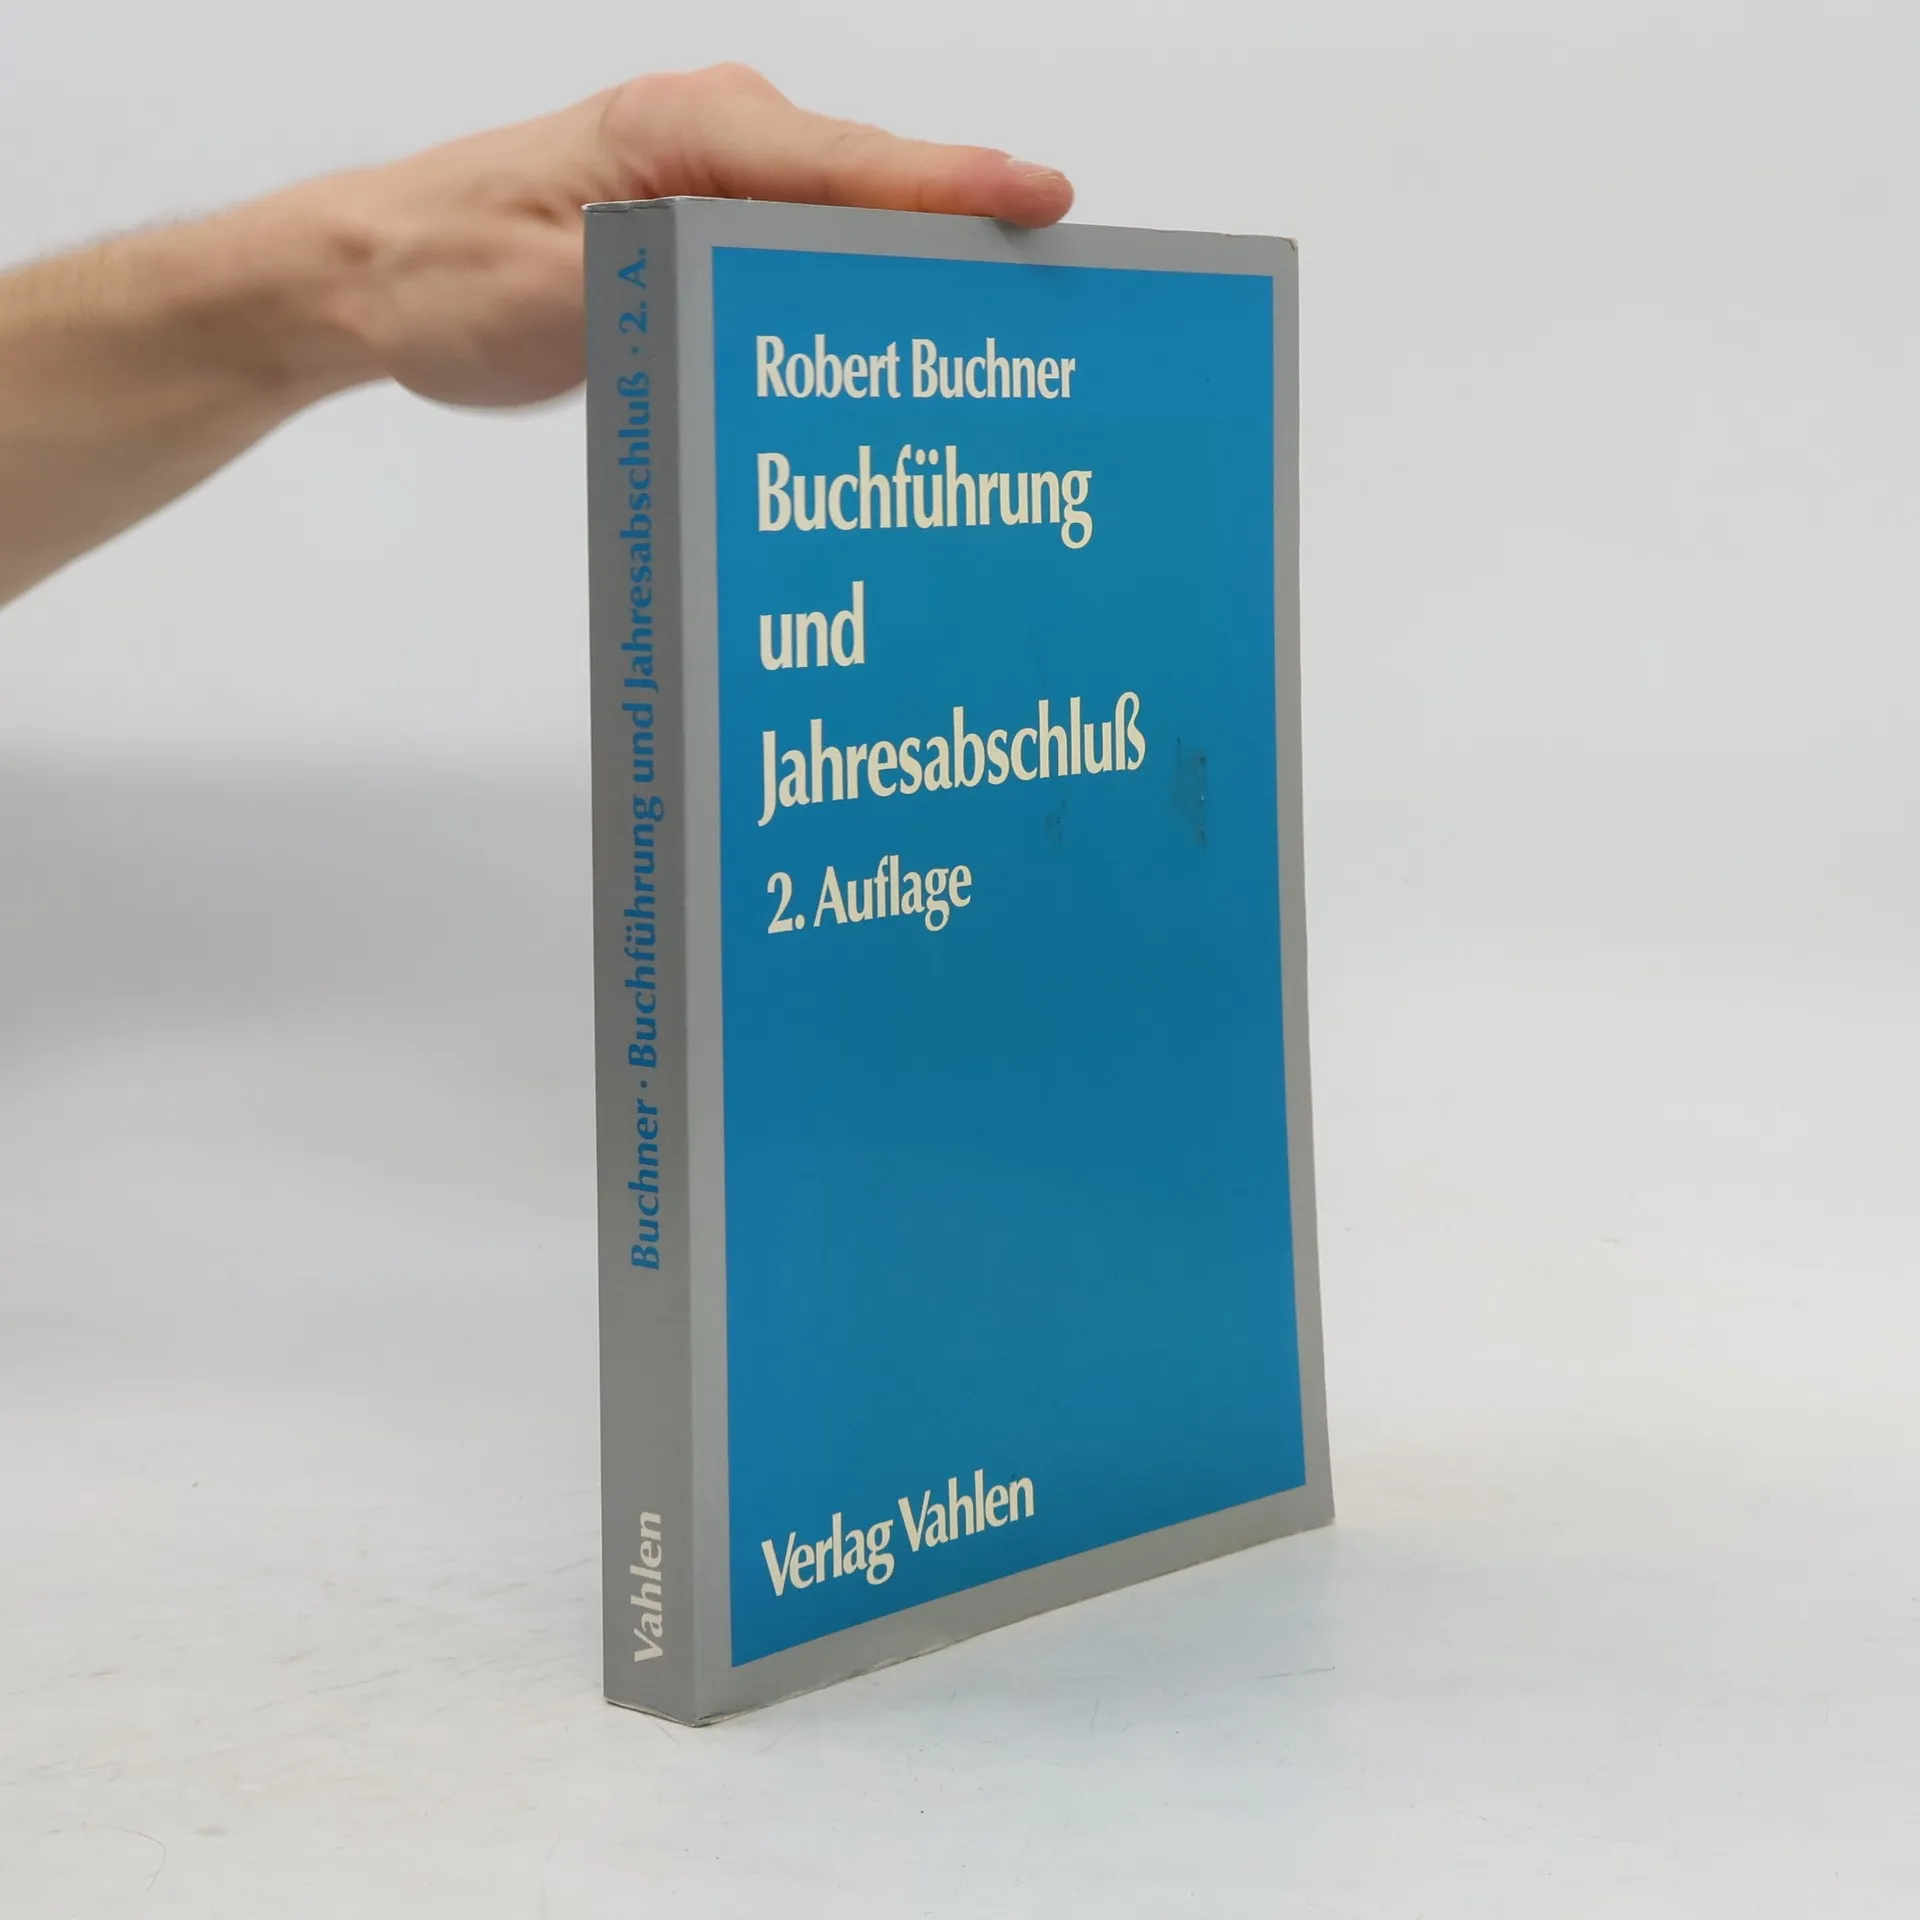 Robert Buchner
Buchführung
und
Jahresabschluß
2. Auflage
Verlag Vahlen
Buchner · Buchführung und Jahresabschluß · 2. A.
Vahlen